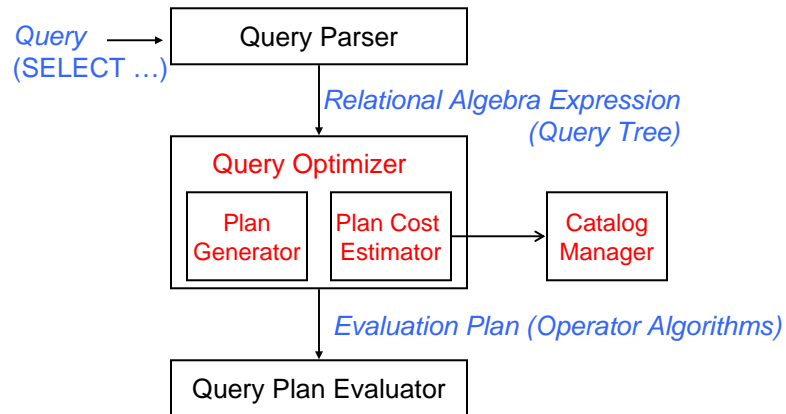 Query
(SELECT …)
Query Parser
Relational Algebra Expression
(Query Tree)
Query Optimizer
Plan
Generator
Plan Cost
Estimator
Catalog
Manager
Evaluation Plan (Operator Algorithms)
Query Plan Evaluator